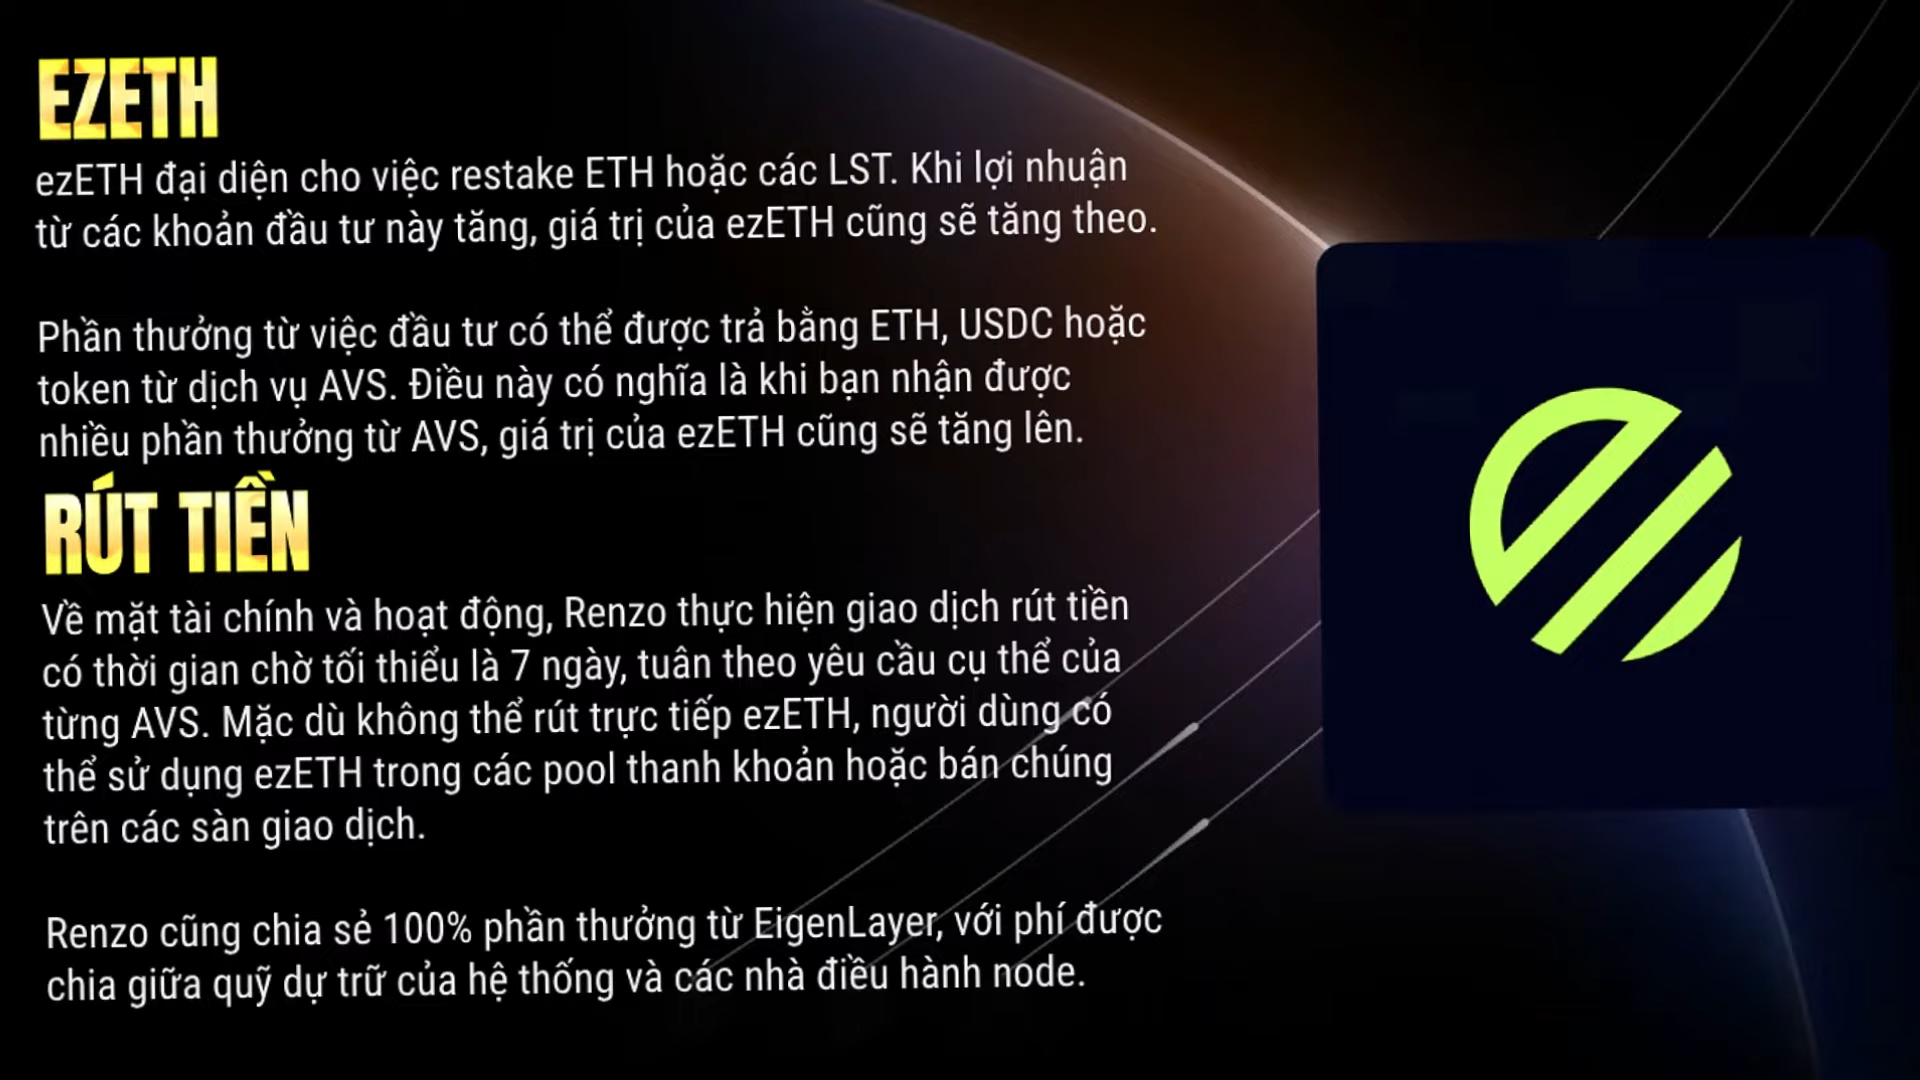 EZETH
ezETH đại diện cho việc restake ETH hoặc các LST. Khi lợi nhuận
từ các khoản đầu tư này tăng, giá trị của ezETH cũng sẽ tăng theo.
Phần thưởng từ việc đầu tư có thể được trả bằng ETH, USDC hoặc
token từ dịch vụ AVS. Điều này có nghĩa là khi bạn nhận được
nhiều phần thưởng từ AVS, giá trị của ezETH cũng sẽ tăng lên.
RÚT TIỀN
Về mặt tài chính và hoạt động, Renzo thực hiện giao dịch rút tiền
có thời gian chờ tối thiểu là 7 ngày, tuân theo yêu cầu cụ thể của
từng AVS. Mặc dù không thể rút trực tiếp ezETH, người dùng có
thể sử dụng ezETH trong các pool thanh khoản hoặc bán chúng
trên các sàn giao dịch.
Renzo cũng chia sẻ 100% phần thưởng từ EigenLayer, với phí được
chia giữa quỹ dự trữ của hệ thống và các nhà điều hành node.